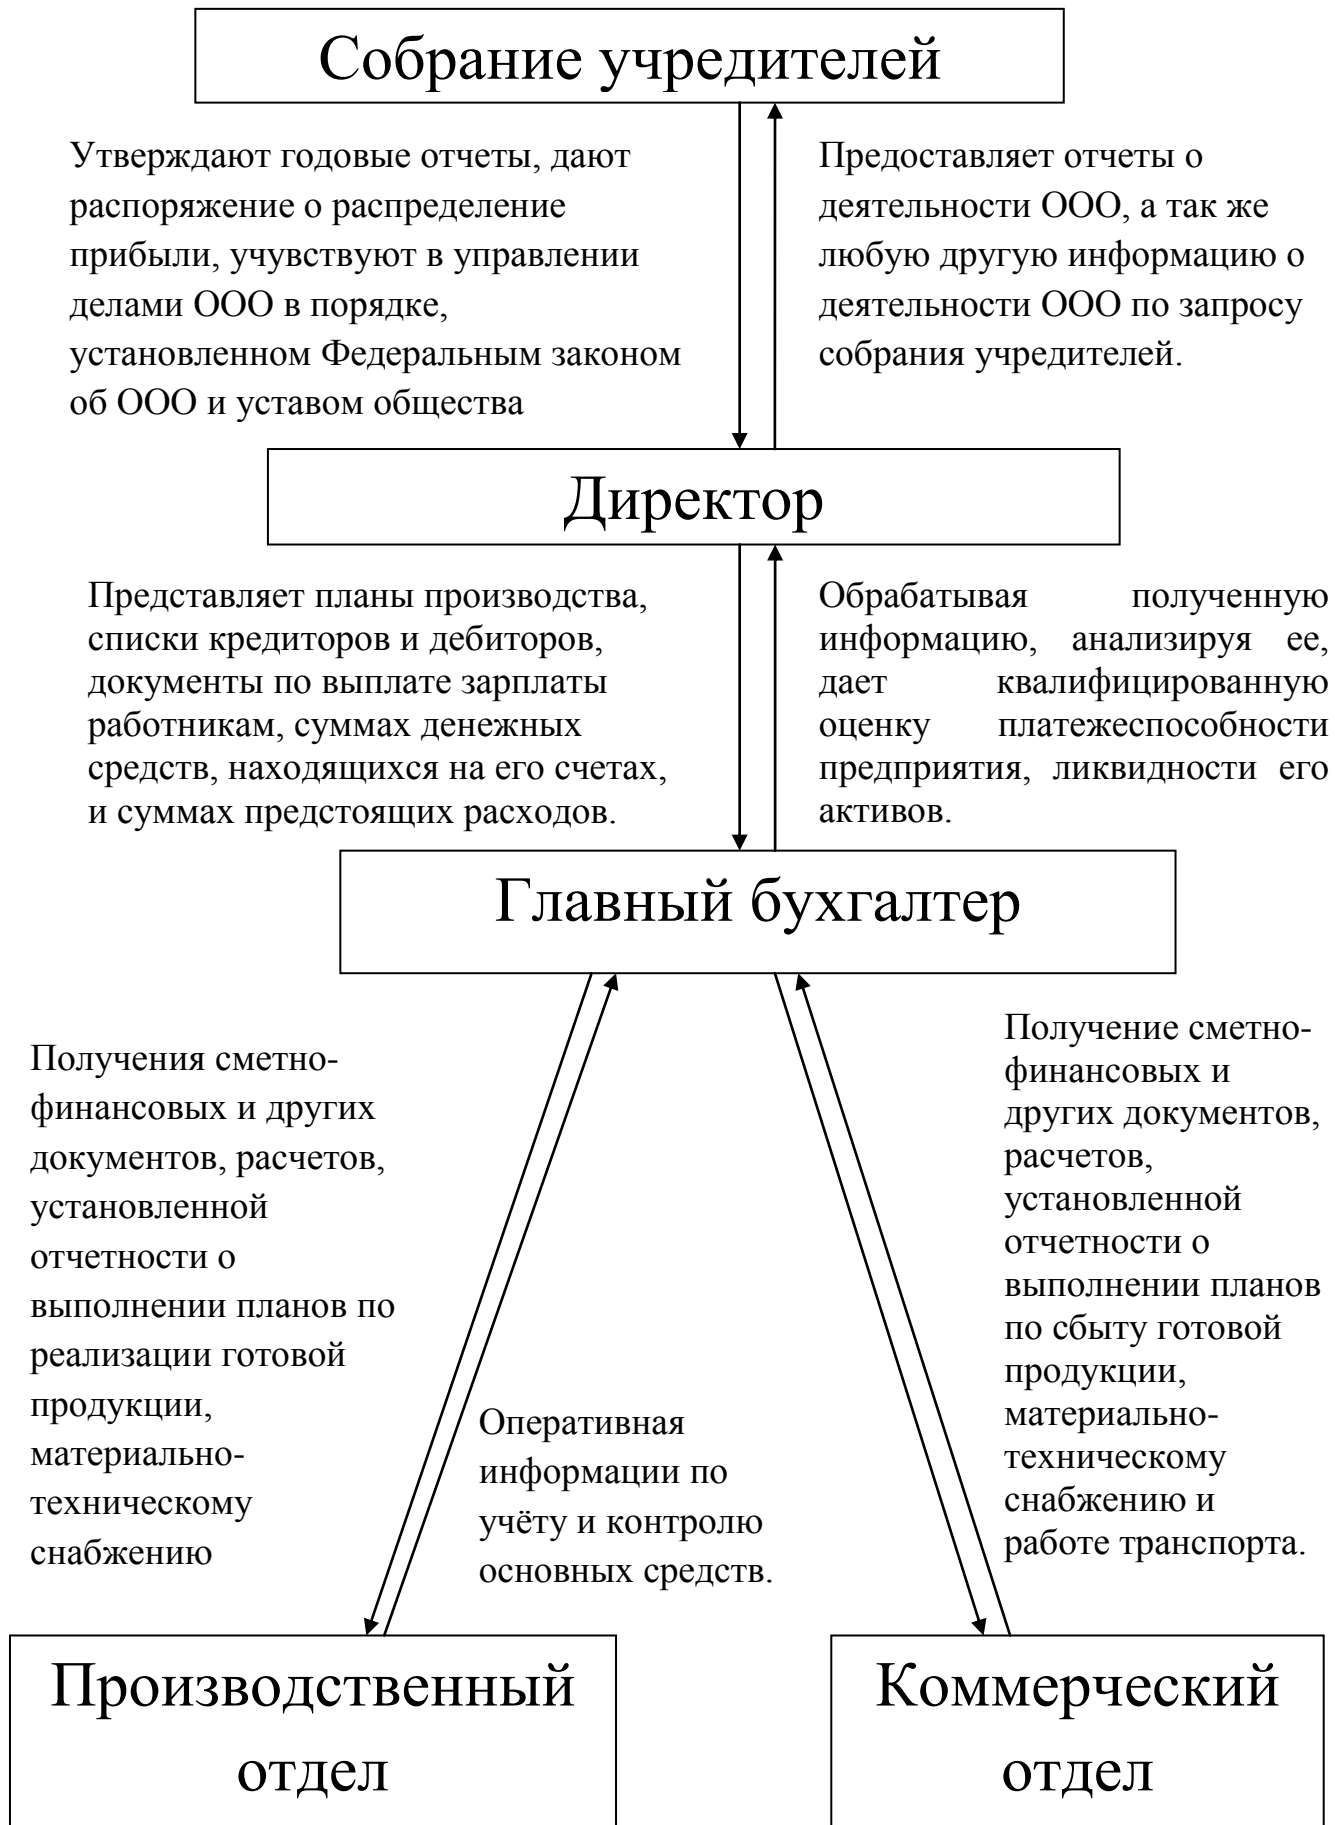 Собрание учредителей
Утверждают годовые отчеты, дают
распоряжение о распределение
прибыли, учувствуют в управлении
делами ООО в порядке,
установленном Федеральным законом
об ООО и уставом общества
Предоставляет отчеты о
деятельности ООО, а так же
любую другую информацию о
деятельности ООО по запросу
собрания учредителей.
Директор
Представляет планы производства,
списки кредиторов и дебиторов,
документы по выплате зарплаты
работникам, суммах денежных
средств, находящихся на его счетах,
и суммах предстоящих расходов.
Обрабатывая полученную
информацию, анализируя ее,
дает квалифицированную
оценку платежеспособности
предприятия, ликвидности его
активов.
Главный бухгалтер
Получения сметно-
финансовых и других
документов, расчетов,
установленной
отчетности о
выполнении планов по
реализации готовой
продукции,
материально-
техническому
снабжению
Оперативная
информации по
учёту и контролю
основных средств.
Получение сметно-
финансовых и
других документов,
расчетов,
установленной
отчетности о
выполнении планов
по сбыту готовой
продукции,
материально-
техническому
снабжению и
работе транспорта.
Производственный
отдел
Коммерческий
отдел